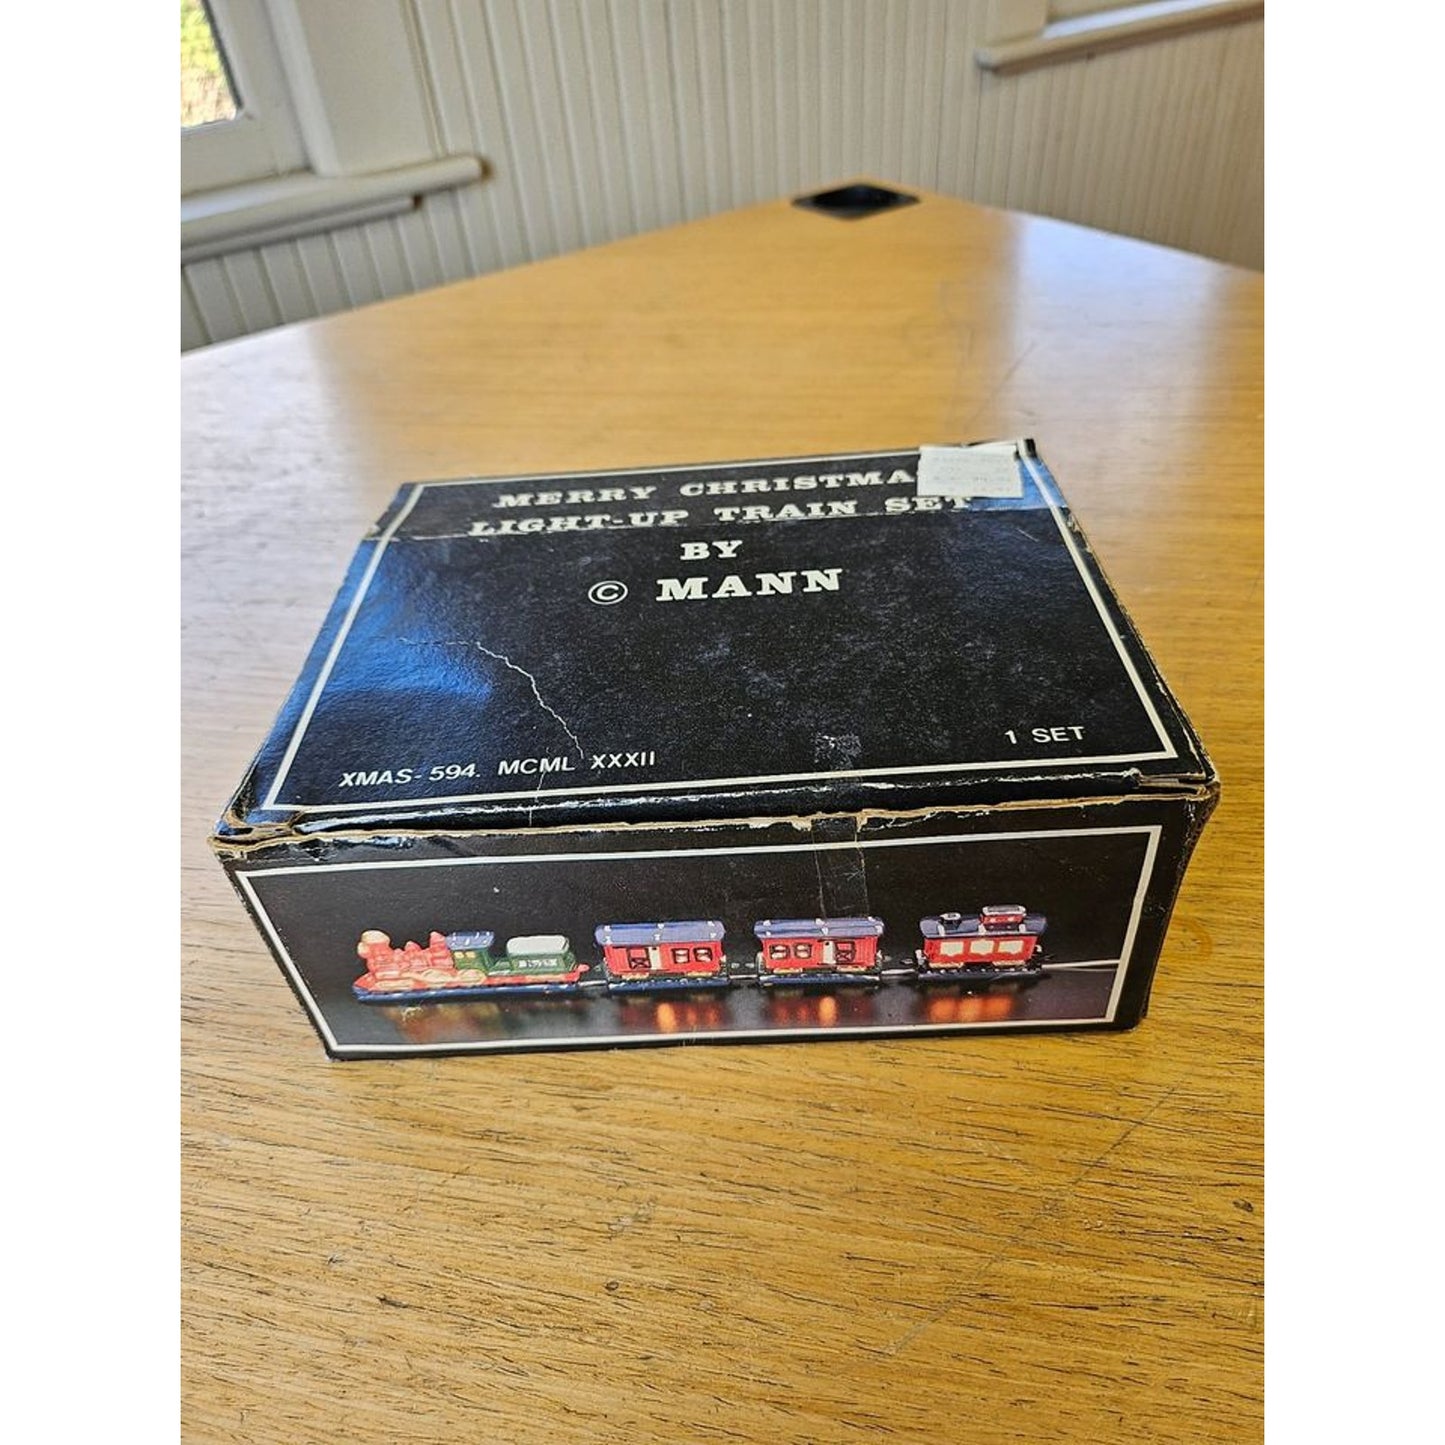 MERRY CHRISTMA
LIGHT-UP TRAIN SET
BY
© MANN
XMAS-594. MCML XXXII
1 SET